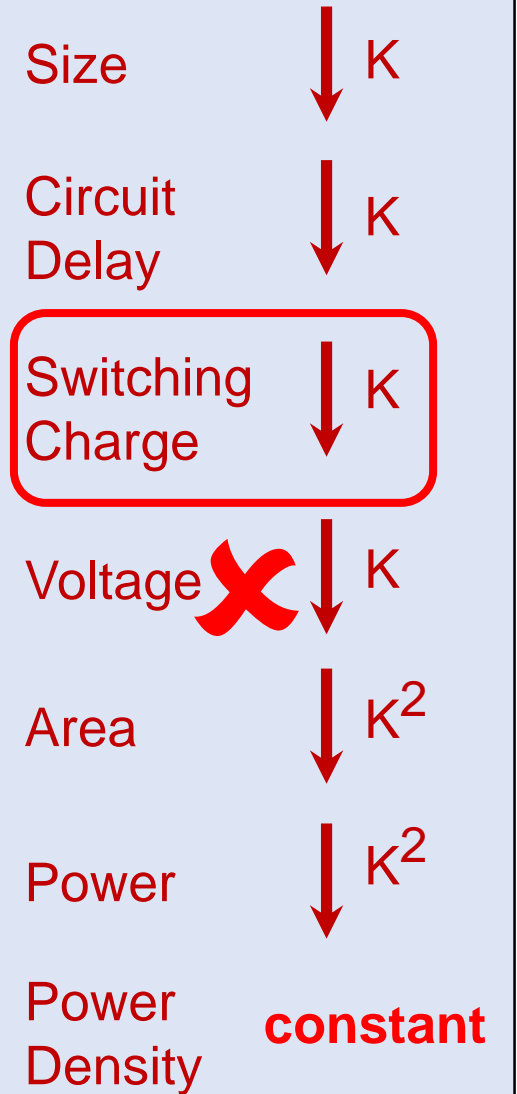 Size K
Circuit
Delay K
Switching
Charge K
Voltage K
Area K²
Power K²
Power
Density constant